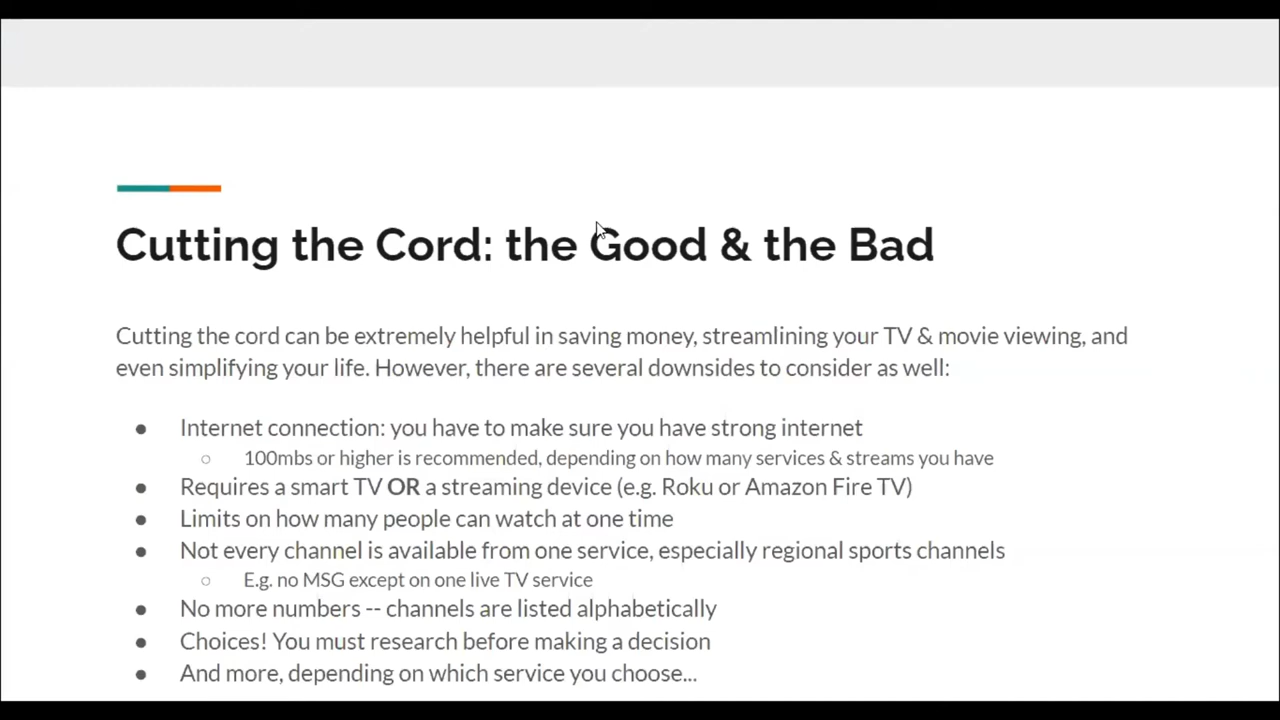 Cutting the Cord: the Good & the Bad
Cutting the cord can be extremely helpful in saving money, streamlining your TV & movie viewing, and
even simplifying your life. However, there are several downsides to consider as well:
● Internet connection: you have to make sure you have strong internet
○ 100mbs or higher is recommended, depending on how many services & streams you have
● Requires a smart TV OR a streaming device (e.g. Roku or Amazon Fire TV)
● Limits on how many people can watch at one time
● Not every channel is available from one service, especially regional sports channels
○ E.g. no MSG except on one live TV service
● No more numbers -- channels are listed alphabetically
● Choices! You must research before making a decision
● And more, depending on which service you choose...